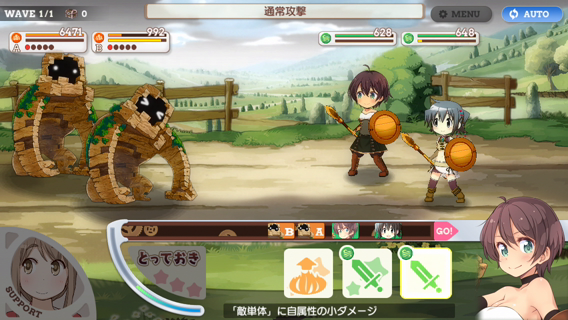 WAVE 1/1 0
通常攻撃
MENU
AUTO
6471
A
992
B
628
648
B A GO!
SUPPORT
とっておき
「敵単体」に自属性の小ダメージ